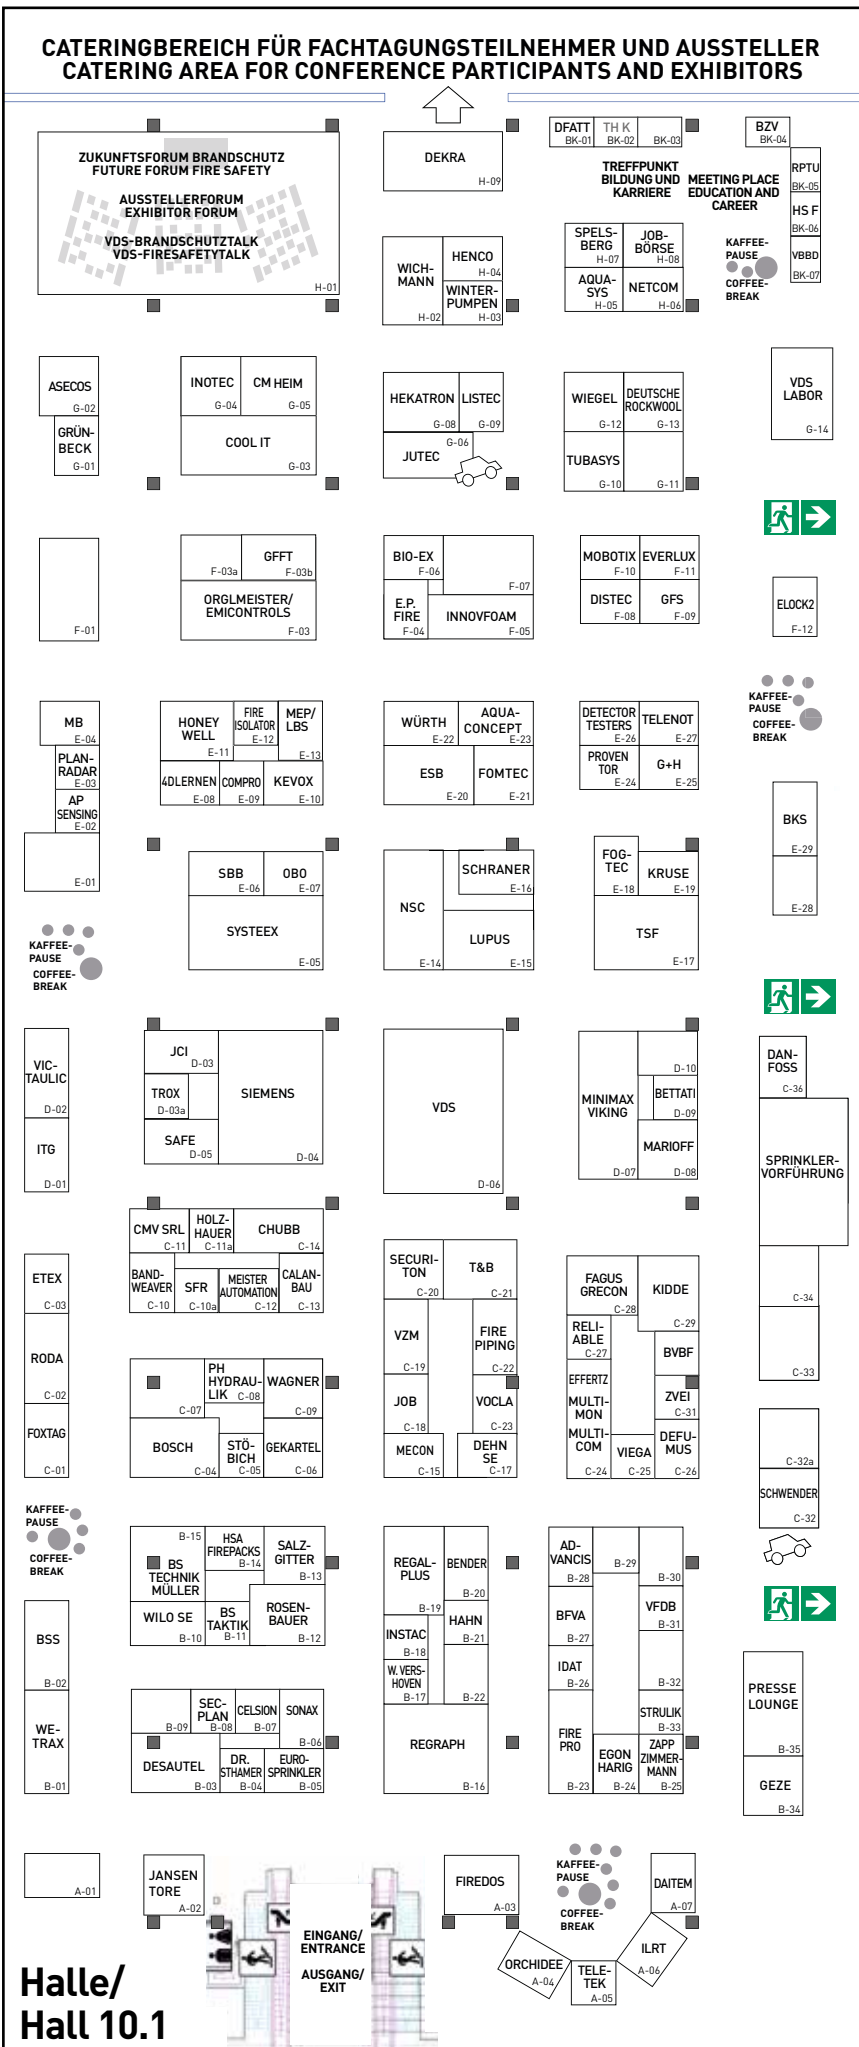 CATERINGBEREICH FÜR FACHTAGUNGSTEILNEHMER UND AUSSTELLER
CATERING AREA FOR CONFERENCE PARTICIPANTS AND EXHIBITORS
ZUKUNFTSFORUM BRANDSCHUTZ
FUTURE FORUM FIRE SAFETY
AUSSTELLERFORUM
EXHIBITOR FORUM
VDS-BRANDSCHUTZTALK
VDS-FIRESAFETYTALK
H-01
DEKRA
H-09
DFATT
BK-01
TH K
BK-02
BK-03
BZV
BK-04
TREFFPUNKT
BILDUNG UND
KARRIERE
MEETING PLACE
EDUCATION AND
CAREER
RPTU
BK-05
HS F
BK-06
VBBD
BK-07
KAFFEE-
PAUSE
COFFEE-
BREAK
WICH-
MANN
H-02
HENCO
H-04
WINTER-
PUMPEN
H-03
SPELS-
BERG
H-07
JOB-
BÖRSE
H-08
AQUA-
SYS
H-05
NETCOM
H-06
ASECOS
G-02
GRÜN-
BECK
G-01
INOTEC
G-04
CM HEIM
G-05
COOL IT
G-03
HEKATRON
G-08
LISTEC
G-09
G-06
JUTEC
WIEGEL
G-12
DEUTSCHE
ROCKWOOL
G-13
TUBASYS
G-10
G-11
VDS
LABOR
G-14
F-01
F-03a
GFFT
F-03b
ORGLMEISTER/
EMICONTROLS
F-03
BIO-EX
F-06
F-07
E.P.
FIRE
F-04
INNOVFOAM
F-05
MOBOTIX
F-10
EVERLUX
F-11
DISTEC
F-08
GFS
F-09
ELOCK2
F-12
KAFFEE-
PAUSE
COFFEE-
BREAK
MB
E-04
PLAN-
RADAR
E-03
AP
SENSING
E-02
E-01
HONEY
WELL
E-11
FIRE
ISOLATOR
E-12
MEP/
LBS
E-13
4DLERNEN
E-08
COMPRO
E-09
KEVOX
E-10
WÜRTH
E-22
AQUA-
CONCEPT
E-23
ESB
E-20
FOMTEC
E-21
DETECTOR
TESTERS
E-26
TELENOT
E-27
PROVEN
TOR
E-24
G+H
E-25
BKS
E-29
E-28
SBB
E-06
OBO
E-07
SYSTEEX
E-05
NSC
E-14
SCHRANER
E-16
LUPUS
E-15
FOG-
TEC
E-18
KRUSE
E-19
TSF
E-17
KAFFEE-
PAUSE
COFFEE-
BREAK
VIC-
TAULIC
D-02
ITG
D-01
JCI
D-03
TROX
D-03a
SAFE
D-05
SIEMENS
D-04
VDS
D-06
MINIMAX
VIKING
D-07
D-10
BETTATI
D-09
MARIOFF
D-08
DAN-
FOSS
C-36
SPRINKLER-
VORFÜHRUNG
C-34
C-33
CMV SRL
C-11
HOLZ-
HAUER
C-11a
CHUBB
C-14
BAND-
WEAVER
C-10
SFR
C-10a
MEISTER
AUTOMATION
C-12
CALAN-
BAU
C-13
ETEX
C-03
RODA
C-02
FOXTAG
C-01
SECURI-
TON
C-20
T&B
C-21
VZM
C-19
FIRE
PIPING
C-22
JOB
C-18
VOCLA
C-23
MECON
C-15
DEHN
SE
C-17
FAGUS
GRECON
C-28
KIDDE
C-29
RELI-
ABLE
C-27
BVBF
EFFERTZ
MULTI-
MON
MULTI-
COM
C-24
ZVEI
C-31
VIEGA
C-25
DEFU-
MUS
C-26
C-07
PH
HYDRAU-
LIK
C-08
WAGNER
C-09
BOSCH
C-04
STÖ-
BICH
C-05
GEKARTEL
C-06
C-32a
SCHWENDER
C-32
KAFFEE-
PAUSE
COFFEE-
BREAK
B-15
BS
TECHNIK
MÜLLER
HSA
FIREPACKS
B-14
SALZ-
GITTER
B-13
WILO SE
B-10
BS
TAKTIK
B-11
ROSEN-
BAUER
B-12
REGAL-
PLUS
B-19
BENDER
B-20
INSTAC
B-18
HAHN
B-21
W. VERS-
HOVEN
B-17
B-22
REGRAPH
B-16
AD-
VANCIS
B-28
B-29
B-30
BFVA
B-27
VFDB
B-31
IDAT
B-26
B-32
FIRE
PRO
B-23
STRULIK
B-33
EGON
HARIG
B-24
ZAPP
ZIMMER-
MANN
B-25
BSS
B-02
WE-
TRAX
B-01
B-09
SEC-
PLAN
B-08
CELSION
B-07
SONAX
B-06
DESAUTEL
B-03
DR.
STHAMER
B-04
EURO-
SPRINKLER
B-05
PRESSE
LOUNGE
B-35
GEZE
B-34
A-01
JANSEN
TORE
A-02
FIREDOS
A-03
KAFFEE-
PAUSE
COFFEE-
BREAK
DAITEM
A-07
ORCHIDEE
A-04
TELE-
TEK
A-05
ILRT
A-06
EINGANG/
ENTRANCE
AUSGANG/
EXIT
Halle/
Hall 10.1